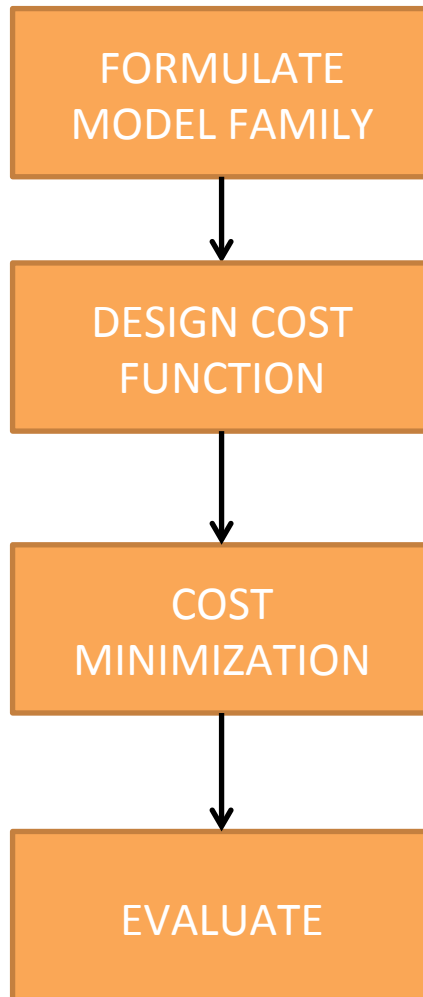 FORMULATE
MODEL FAMILY
DESIGN COST
FUNCTION
COST
MINIMIZATION
EVALUATE